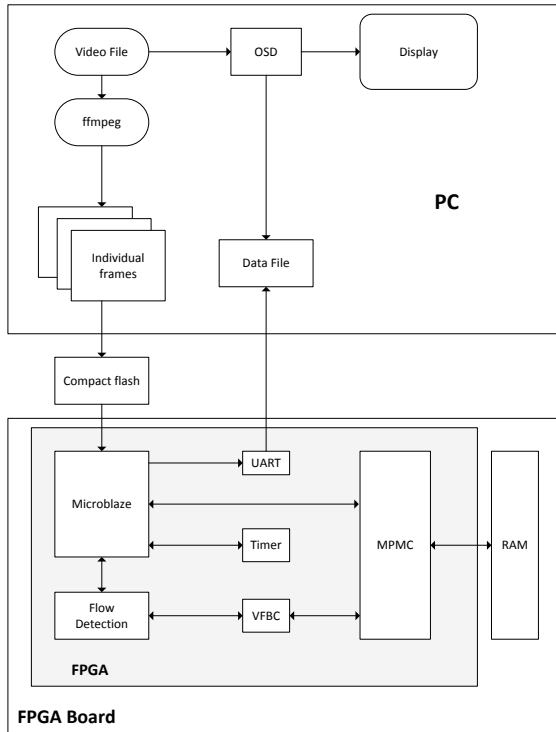 Video File
OSD
Display
ffmpeg
PC
Individual
frames
Data File
Compact flash
UART
Microblaze
Timer
MPMC
RAM
Flow
Detection
VFBC
FPGA
FPGA Board